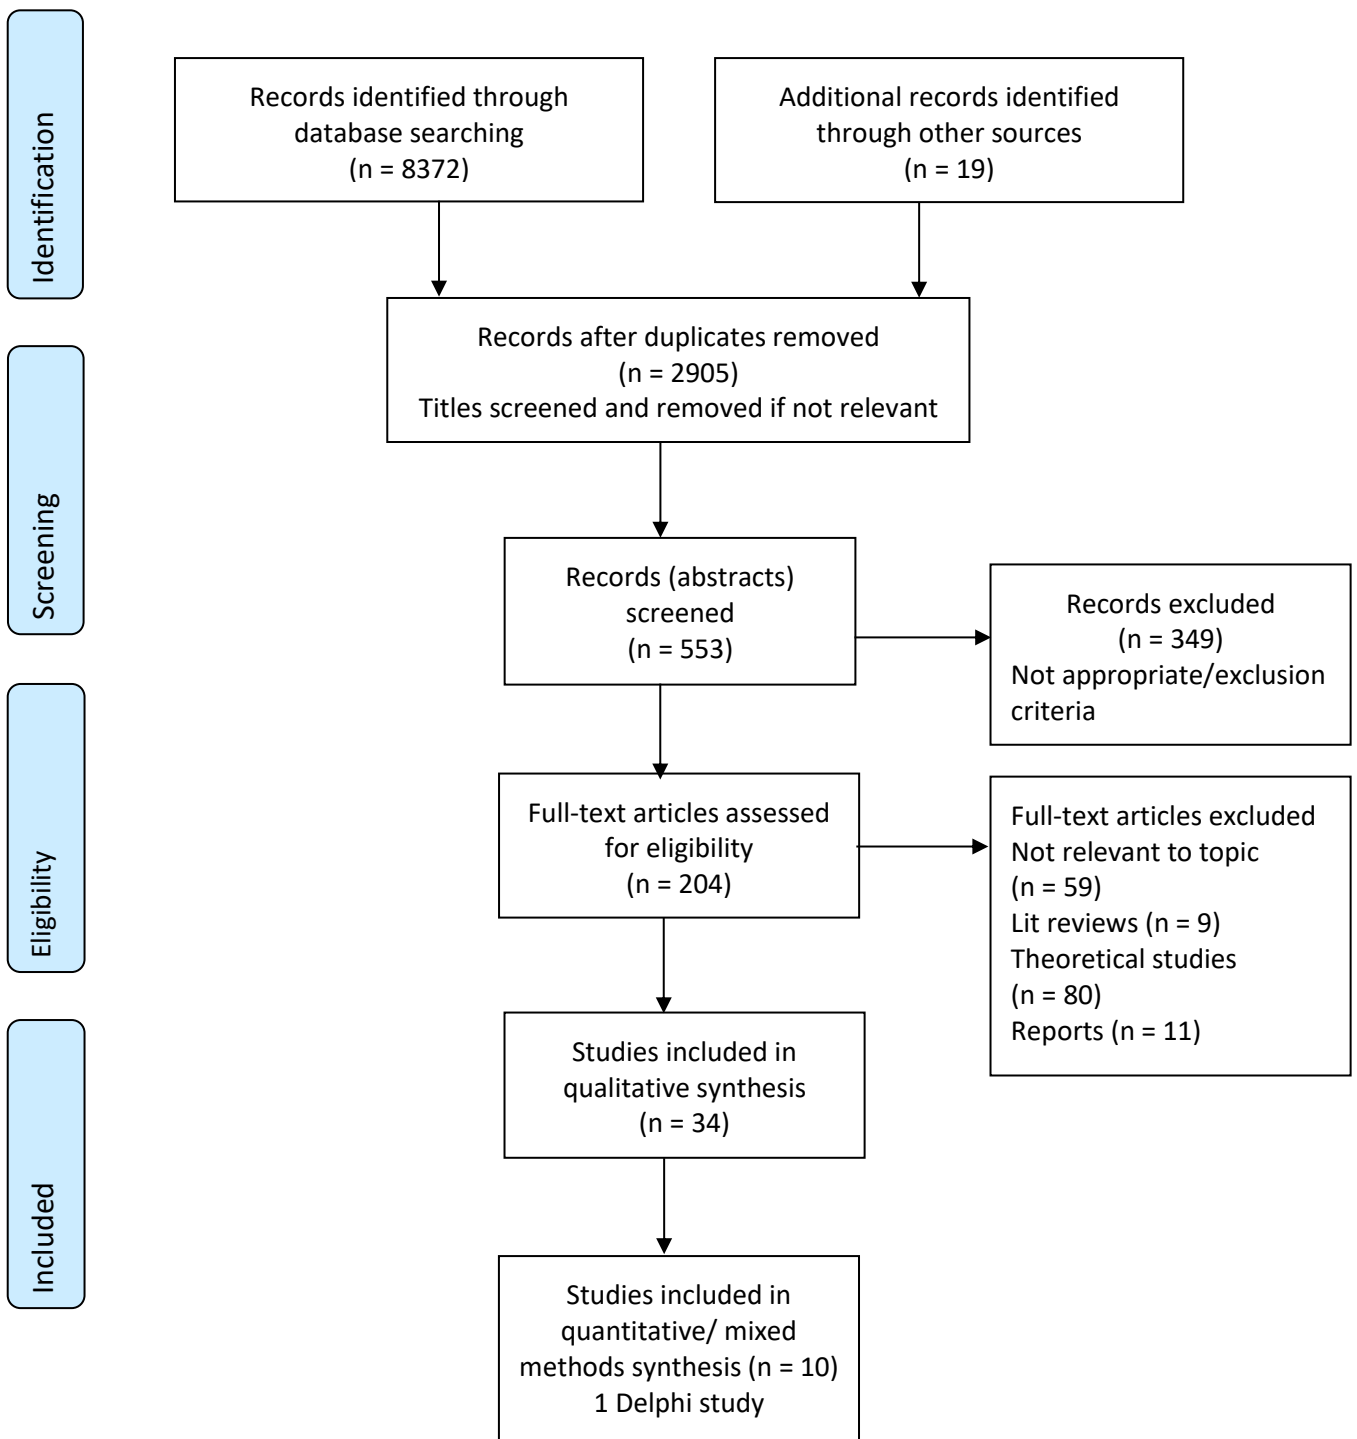 Identification
Records identified through
database searching
(n = 8372)
Additional records identified
through other sources
(n = 19)
Records after duplicates removed
(n = 2905)
Titles screened and removed if not relevant
Screening
Records (abstracts)
screened
(n = 553)
Records excluded
(n = 349)
Not appropriate/exclusion
criteria
Eligibility
Full-text articles assessed
for eligibility
(n = 204)
Full-text articles excluded
Not relevant to topic
(n = 59)
Lit reviews (n = 9)
Theoretical studies
(n = 80)
Reports (n = 11)
Included
Studies included in
qualitative synthesis
(n = 34)
Studies included in
quantitative/ mixed
methods synthesis (n = 10)
1 Delphi study